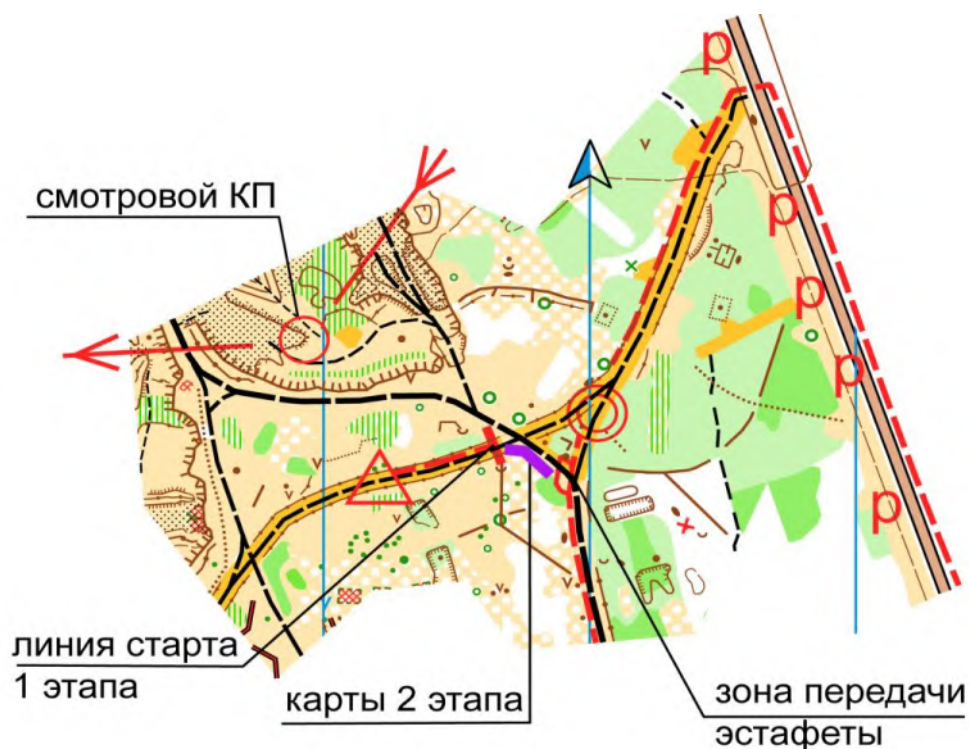 р
смотровой КП
р
р
р
р
линия старта
1 этапа
карты 2 этапа
зона передачи
эстафеты